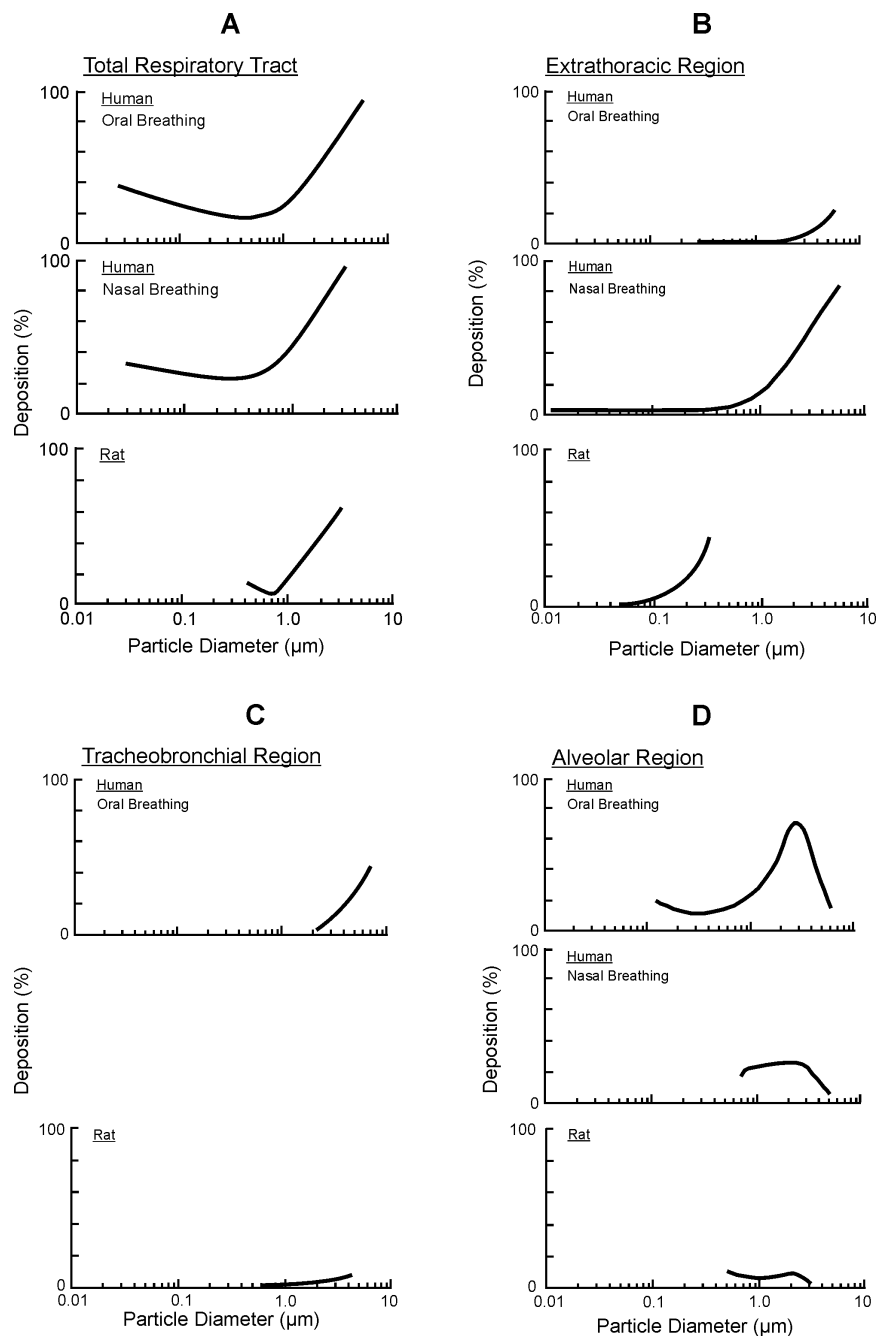 A
Total Respiratory Tract
100
Human
Oral Breathing
0
100
Human
Nasal Breathing
0
100
Rat
0
0.01
0.1
1.0
10
Deposition (%)
Particle Diameter (µm)
B
Extrathoracic Region
100
Human
Oral Breathing
0
100
Human
Nasal Breathing
0
100
Rat
0
0.01
0.1
1.0
10
Deposition (%)
Particle Diameter (µm)
C
Tracheobronchial Region
100
Human
Oral Breathing
0
100
Rat
0
0.01
0.1
1.0
10
Deposition (%)
Particle Diameter (µm)
D
Alveolar Region
100
Human
Oral Breathing
0
100
Human
Nasal Breathing
0
100
Rat
0
0.01
0.1
1.0
10
Deposition (%)
Particle Diameter (µm)